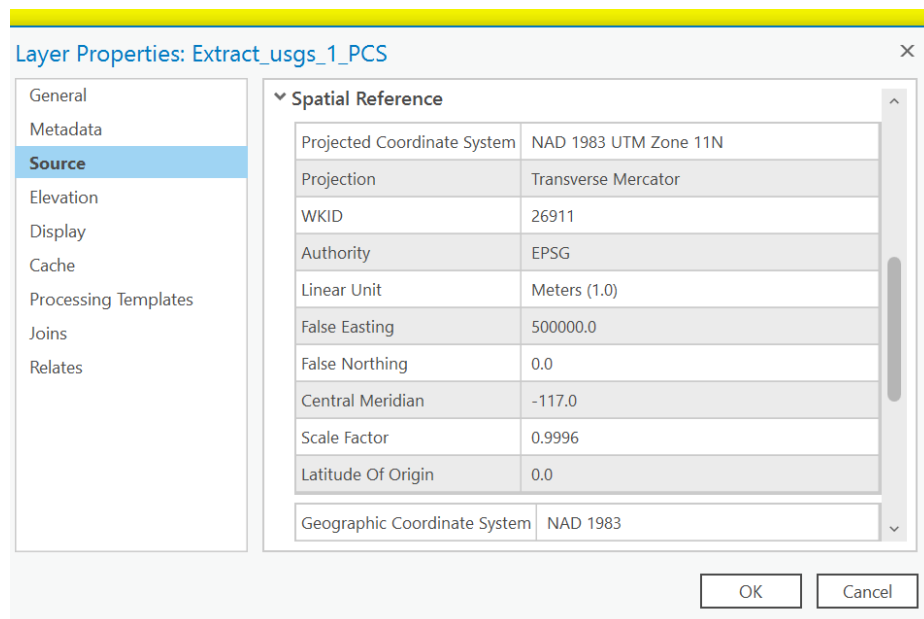 Layer Properties: Extract_usgs_1_PCS
General
Metadata
Source
Elevation
Display
Cache
Processing Templates
Joins
Relates
Spatial Reference
Projected Coordinate System NAD 1983 UTM Zone 11N
Projection Transverse Mercator
WKID 26911
Authority EPSG
Linear Unit Meters (1.0)
False Easting 500000.0
False Northing 0.0
Central Meridian -117.0
Scale Factor 0.9996
Latitude Of Origin 0.0
Geographic Coordinate System NAD 1983
OK Cancel